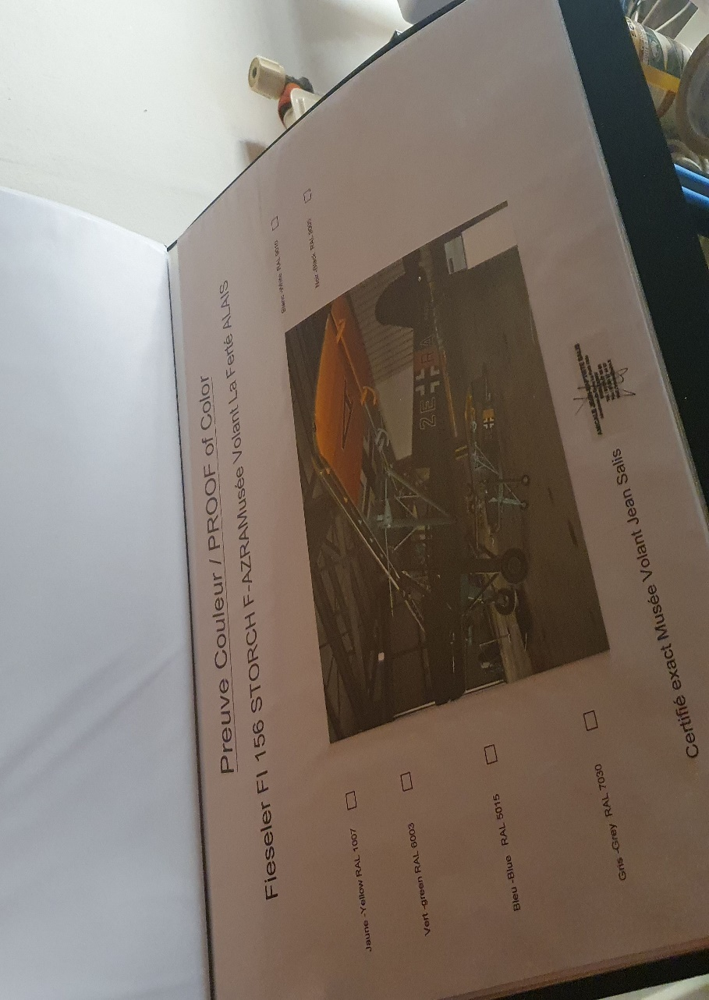 Preuve Couleur / PROOF of Color
Fieseler FI 156 STORCH F-AZRAMusée Volant La Ferté ALAIS
Blanc -White RAL 9010
Noir -Black RAL 9005
Jaune -Yellow RAL 1007
Vert -green RAL 6003
Bleu -Blue RAL 5015
Gris -Grey RAL 7030
2E RA
Certifié exact Musée Volant Jean Salis